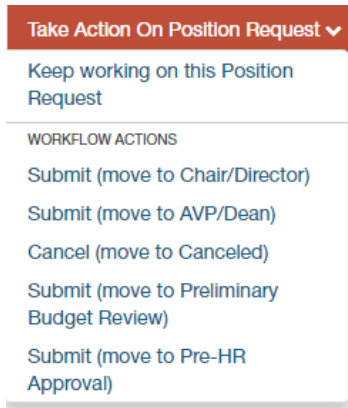 Take Action On Position Request
Keep working on this Position
Request
WORKFLOW ACTIONS
Submit (move to Chair/Director)
Submit (move to AVP/Dean)
Cancel (move to Canceled)
Submit (move to Preliminary
Budget Review)
Submit (move to Pre-HR
Approval)